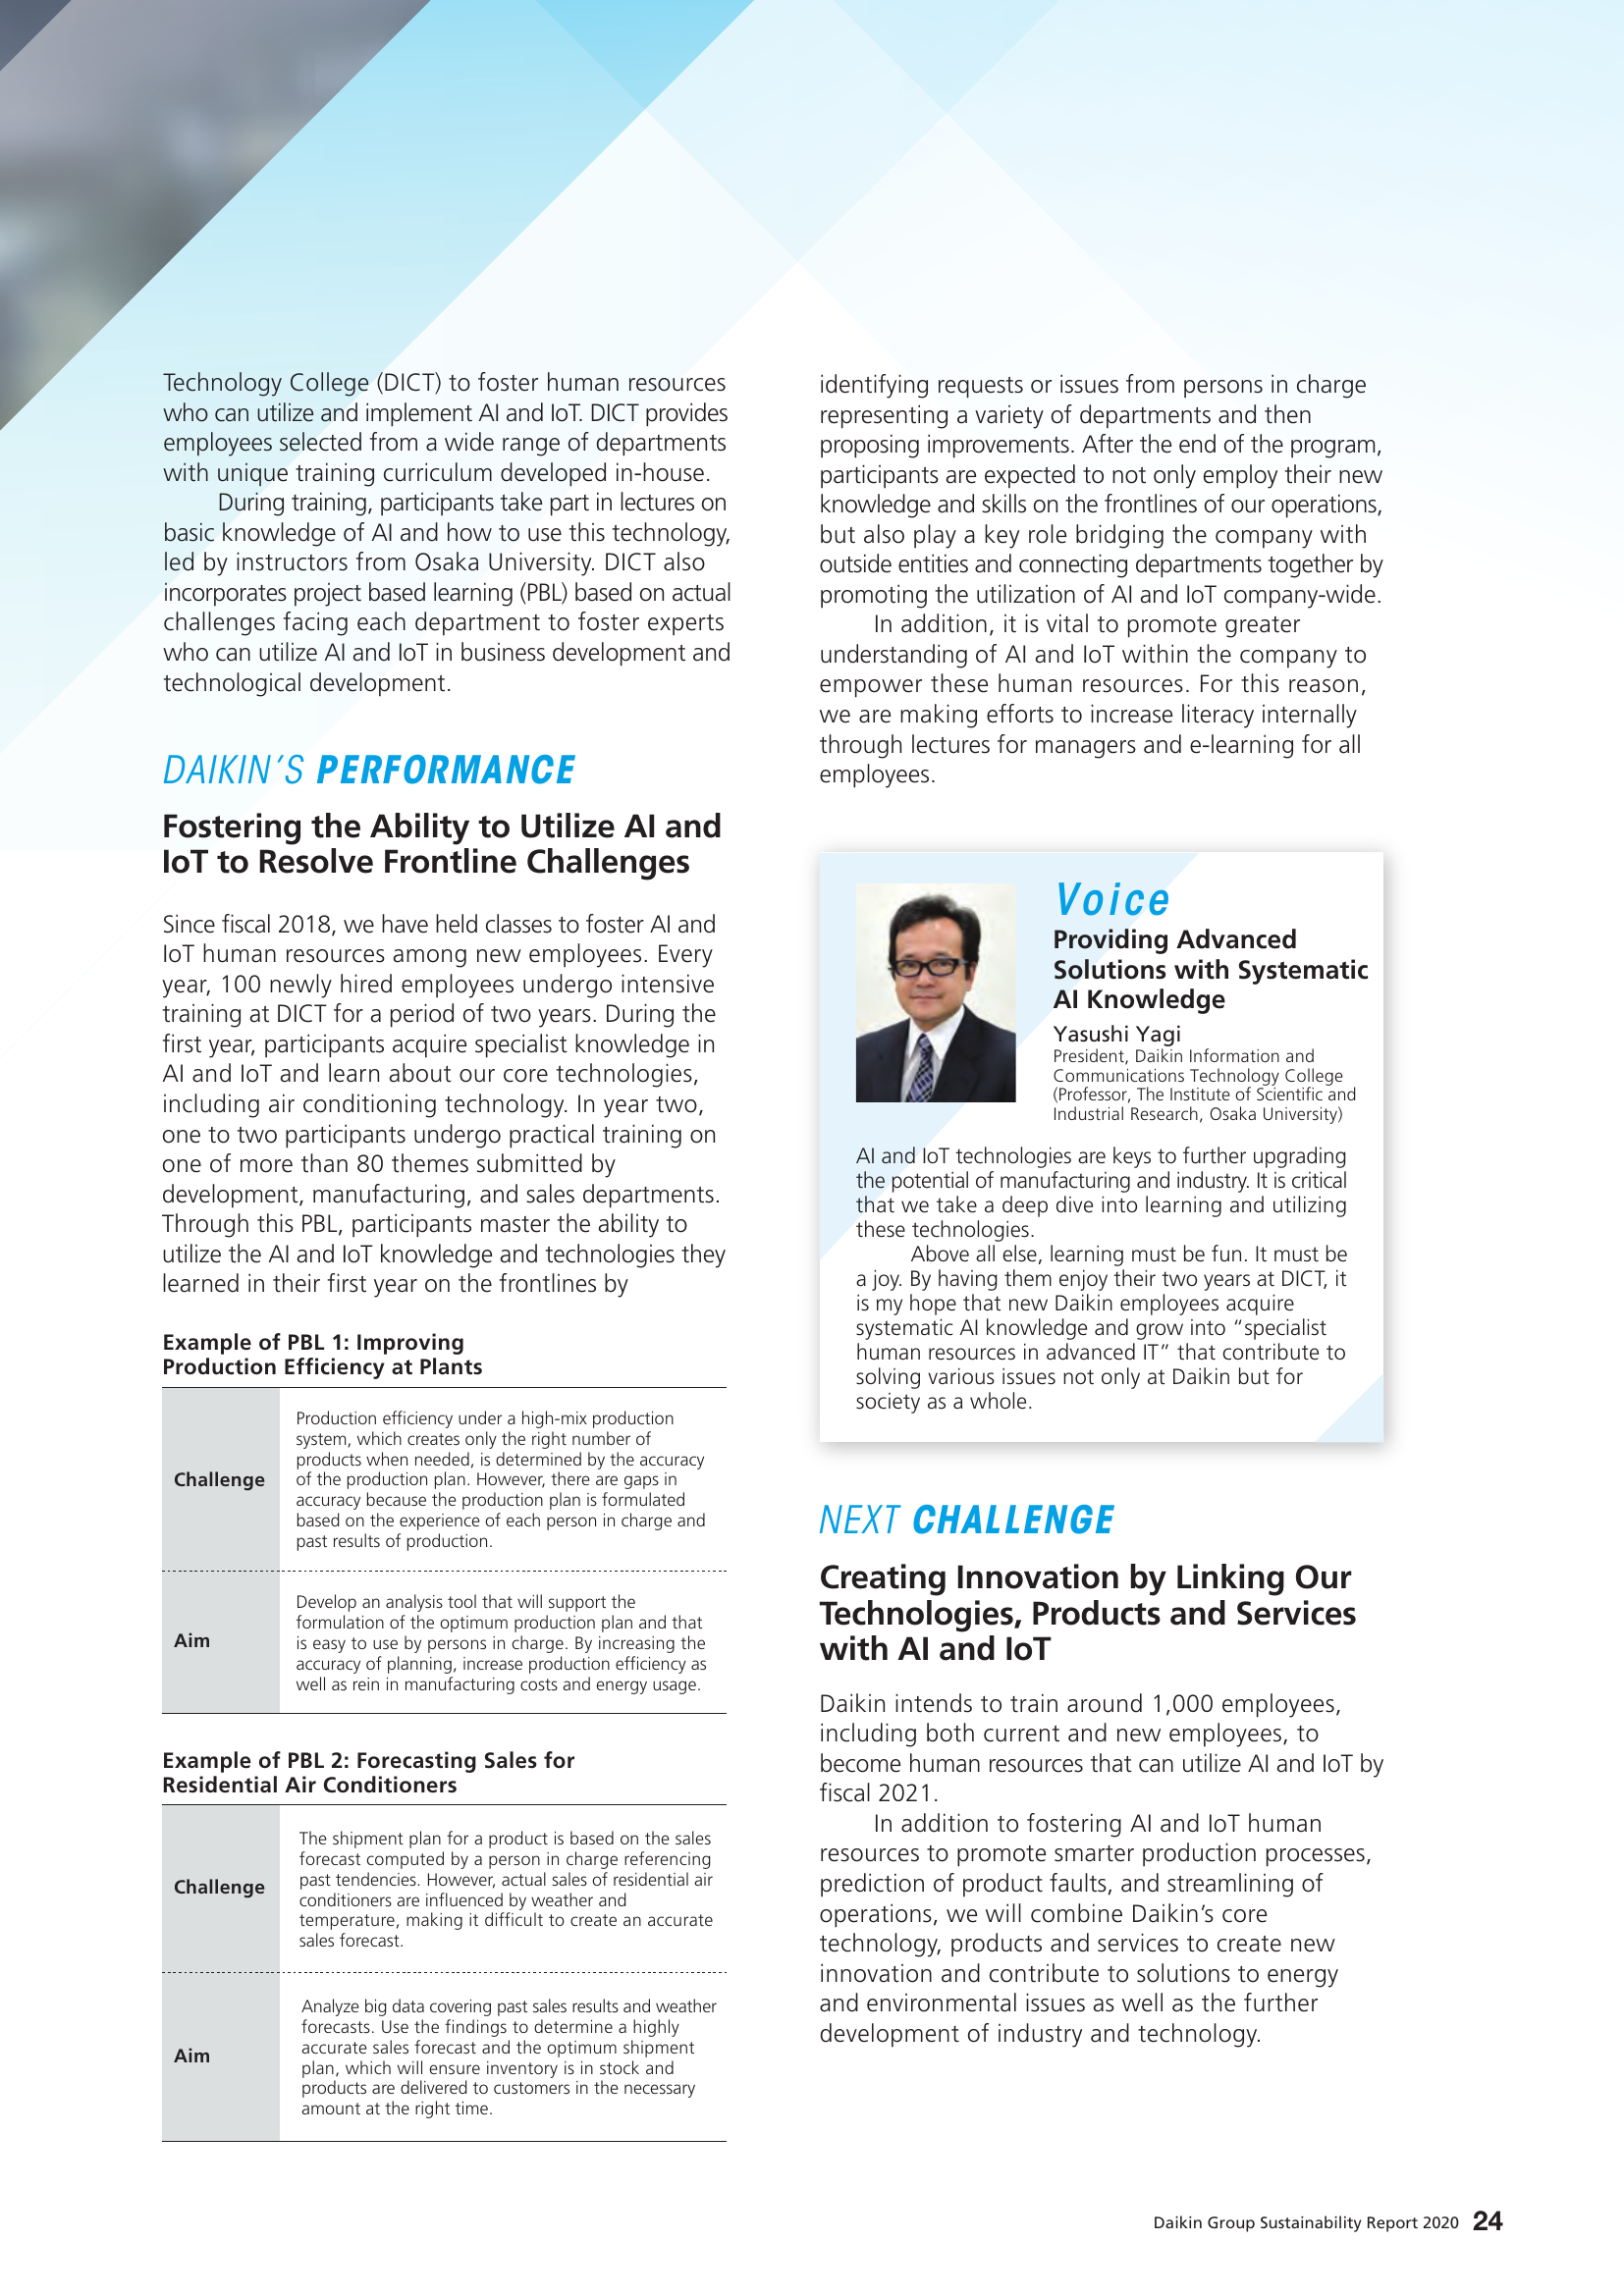 Technology College (DICT) to foster human resources
who can utilize and implement AI and IoT. DICT provides
employees selected from a wide range of departments
with unique training curriculum developed in-house.
During training, participants take part in lectures on
basic knowledge of AI and how to use this technology,
led by instructors from Osaka University. DICT also
incorporates project based learning (PBL) based on actual
challenges facing each department to foster experts
who can utilize AI and IoT in business development and
technological development.
DAIKIN'S PERFORMANCE
Fostering the Ability to Utilize AI and
IoT to Resolve Frontline Challenges
Since fiscal 2018, we have held classes to foster AI and
IoT human resources among new employees. Every
year, 100 newly hired employees undergo intensive
training at DICT for a period of two years. During the
first year, participants acquire specialist knowledge in
AI and IoT and learn about our core technologies,
including air conditioning technology. In year two,
one to two participants undergo practical training on
one of more than 80 themes submitted by
development, manufacturing, and sales departments.
Through this PBL, participants master the ability to
utilize the AI and IoT knowledge and technologies they
learned in their first year on the frontlines by
Example of PBL 1: Improving
Production Efficiency at Plants
Challenge
Production efficiency under a high-mix production
system, which creates only the right number of
products when needed, is determined by the accuracy
of the production plan. However, there are gaps in
accuracy because the production plan is formulated
based on the experience of each person in charge and
past results of production.
Aim
Develop an analysis tool that will support the
formulation of the optimum production plan and that
is easy to use by persons in charge. By increasing the
accuracy of planning, increase production efficiency as
well as rein in manufacturing costs and energy usage.
Example of PBL 2: Forecasting Sales for
Residential Air Conditioners
Challenge
The shipment plan for a product is based on the sales
forecast computed by a person in charge referencing
past tendencies. However, actual sales of residential air
conditioners are influenced by weather and
temperature, making it difficult to create an accurate
sales forecast.
Aim
Analyze big data covering past sales results and weather
forecasts. Use the findings to determine a highly
accurate sales forecast and the optimum shipment
plan, which will ensure inventory is in stock and
products are delivered to customers in the necessary
amount at the right time.
identifying requests or issues from persons in charge
representing a variety of departments and then
proposing improvements. After the end of the program,
participants are expected to not only employ their new
knowledge and skills on the frontlines of our operations,
but also play a key role bridging the company with
outside entities and connecting departments together by
promoting the utilization of AI and IoT company-wide.
In addition, it is vital to promote greater
understanding of AI and IoT within the company to
empower these human resources. For this reason,
we are making efforts to increase literacy internally
through lectures for managers and e-learning for all
employees.
Voice
Providing Advanced
Solutions with Systematic
AI Knowledge
Yasushi Yagi
President, Daikin Information and
Communications Technology College
(Professor, The Institute of Scientific and
Industrial Research, Osaka University)
AI and IoT technologies are keys to further upgrading
the potential of manufacturing and industry. It is critical
that we take a deep dive into learning and utilizing
these technologies.
Above all else, learning must be fun. It must be
a joy. By having them enjoy their two years at DICT, it
is my hope that new Daikin employees acquire
systematic AI knowledge and grow into “specialist
human resources in advanced IT” that contribute to
solving various issues not only at Daikin but for
society as a whole.
NEXT CHALLENGE
Creating Innovation by Linking Our
Technologies, Products and Services
with AI and IoT
Daikin intends to train around 1,000 employees,
including both current and new employees, to
become human resources that can utilize AI and IoT by
fiscal 2021.
In addition to fostering AI and IoT human
resources to promote smarter production processes,
prediction of product faults, and streamlining of
operations, we will combine Daikin’s core
technology, products and services to create new
innovation and contribute to solutions to energy
and environmental issues as well as the further
development of industry and technology.
Daikin Group Sustainability Report 2020 24